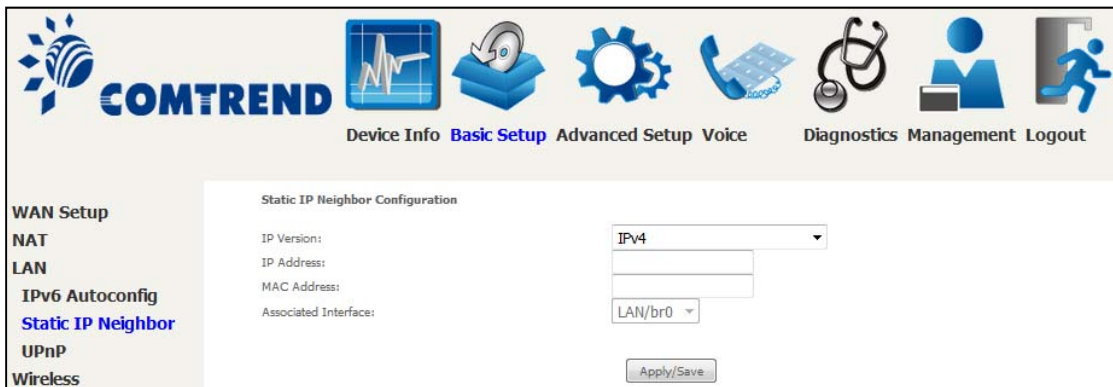 COMTREND
Device Info Basic Setup Advanced Setup Voice Diagnostics Management Logout
WAN Setup
NAT
LAN
IPv6 Autoconfig
Static IP Neighbor
UPnP
Wireless
Static IP Neighbor Configuration
IP Version: IPv4
IP Address:
MAC Address:
Associated Interface: LAN/br0
Apply/Save